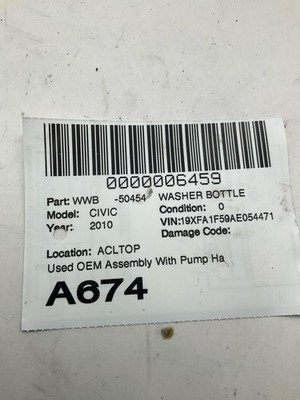 0000006459
Part: WWB -50454 WASHER BOTTLE
Model: CIVIC Condition: 0
Year: 2010 VIN:19XFA1F59AE054471
Damage Code:
Location: ACLTOP
Used OEM Assembly With Pump Ha
A674